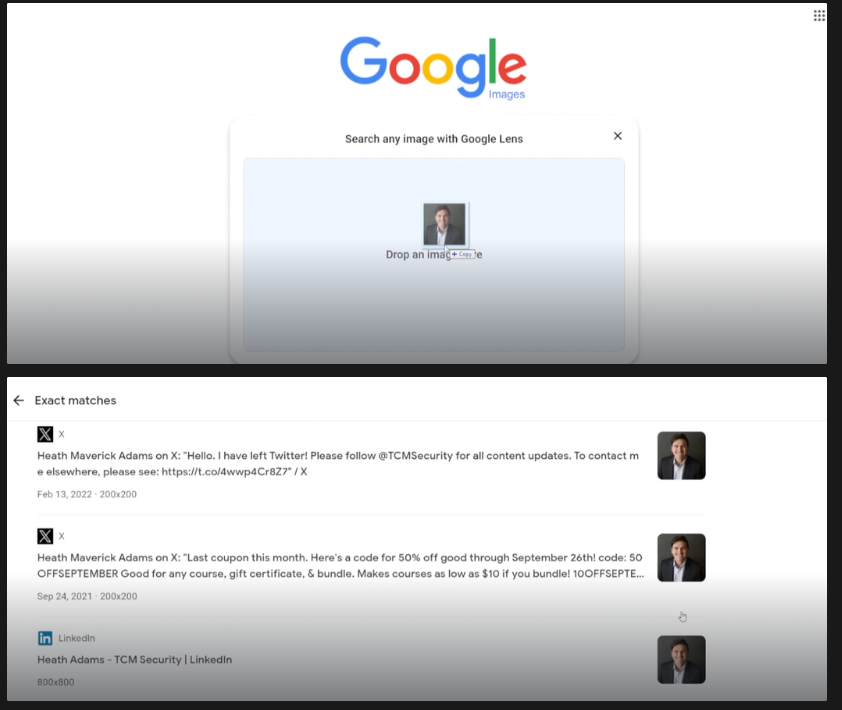 Google
Images
Search any image with Google Lens
Drop an imag
+ Copy
e
Exact matches
X
Heath Maverick Adams on X: "Hello. I have left Twitter! Please follow @TCMSecurity for all content updates. To contact m
e elsewhere, please see: https://t.co/4wwp4Cr8Z7" / X
Feb 13, 2022 · 200x200
X
Heath Maverick Adams on X: "Last coupon this month. Here's a code for 50% off good through September 26th! code: 50
OFFSEPTEMBER Good for any course, gift certificate, & bundle. Makes courses as low as $10 if you bundle! 10OFFSEPTE...
Sep 24, 2021 · 200x200
in LinkedIn
Heath Adams - TCM Security | LinkedIn
800x800